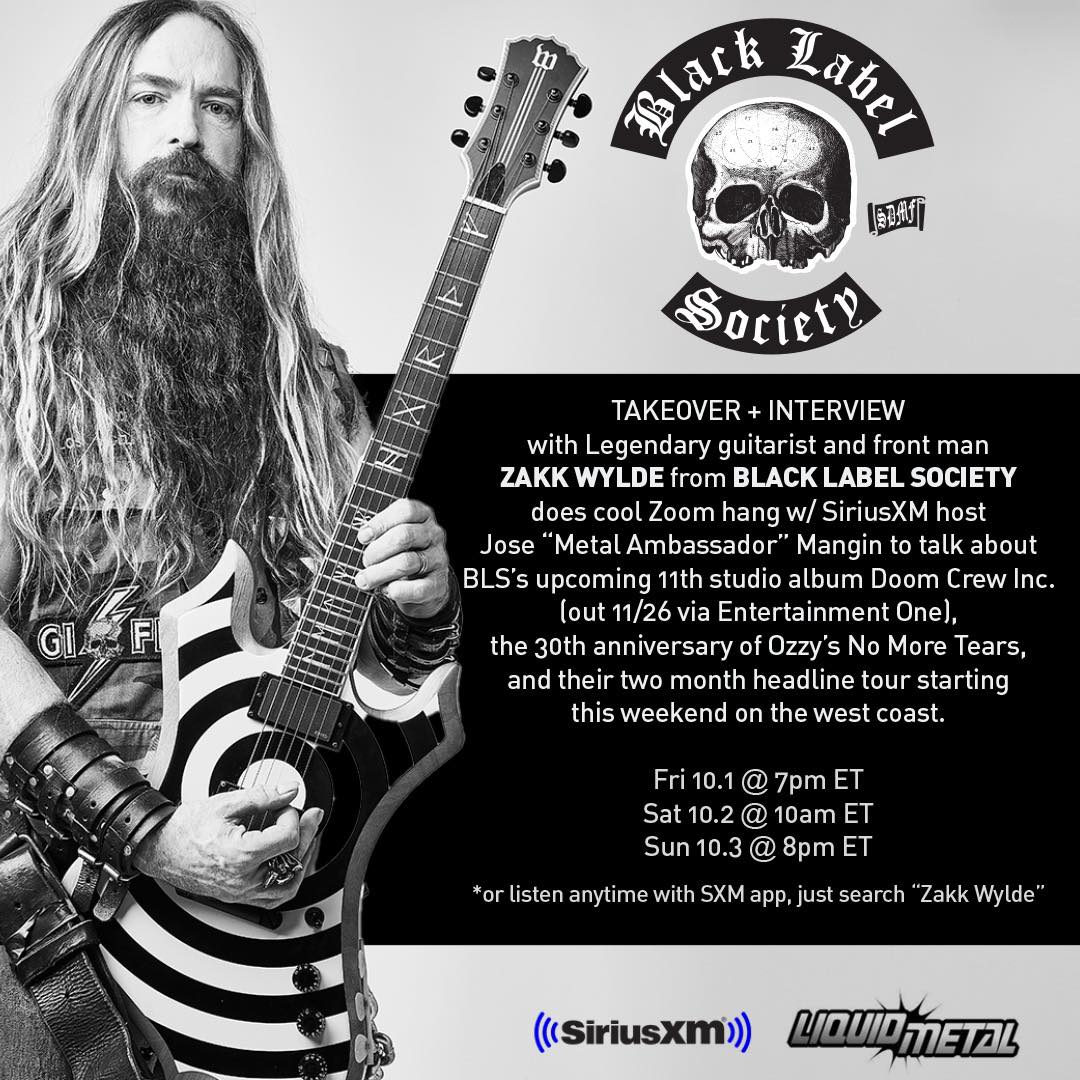 W
Black Label
SDMF
Society
GI FI
TAKEOVER + INTERVIEW
with Legendary guitarist and front man
ZAKK WYLDE from BLACK LABEL SOCIETY
does cool Zoom hang w/ SiriusXM host
Jose “Metal Ambassador” Mangin to talk about
BLS’s upcoming 11th studio album Doom Crew Inc.
(out 11/26 via Entertainment One),
the 30th anniversary of Ozzy’s No More Tears,
and their two month headline tour starting
this weekend on the west coast.
Fri 10.1 @ 7pm ET
Sat 10.2 @ 10am ET
Sun 10.3 @ 8pm ET
*or listen anytime with SXM app, just search “Zakk Wylde”
((SiriusXM))
LIQUID METAL